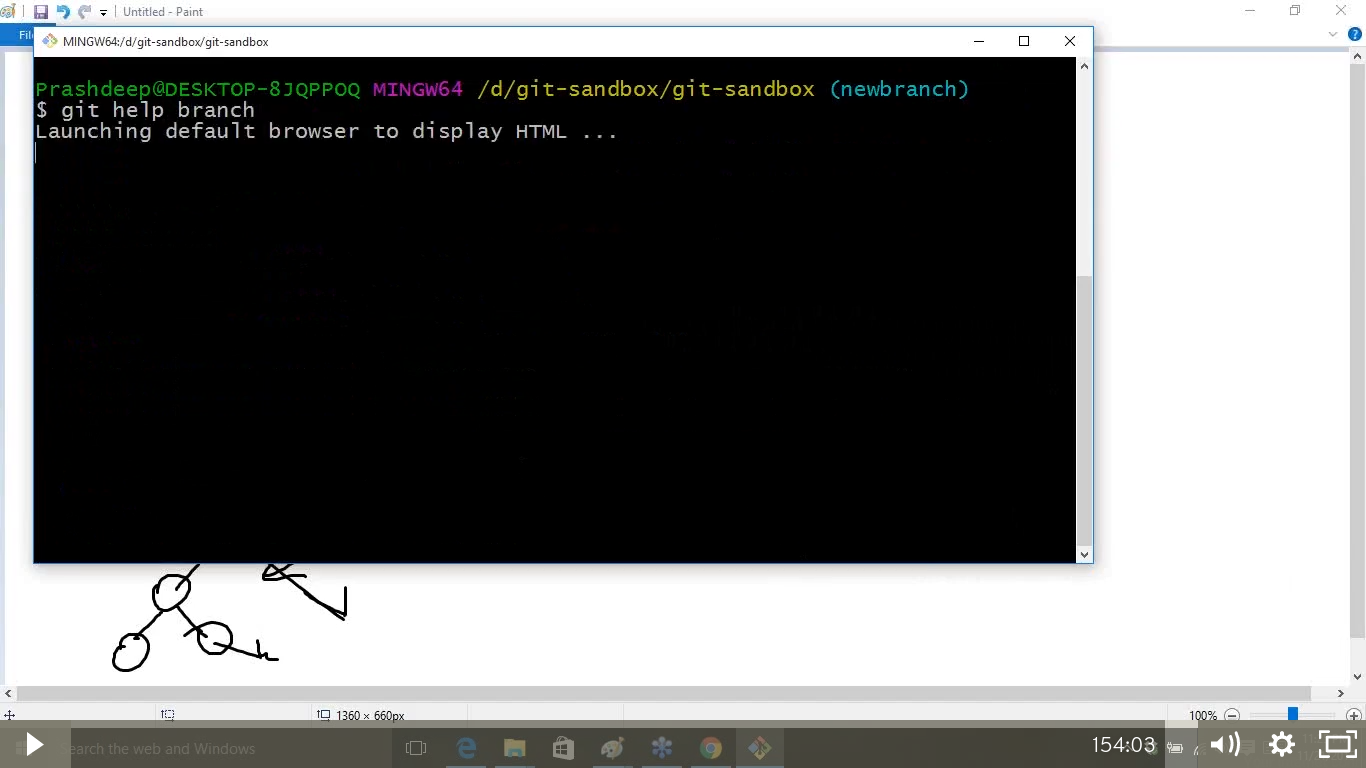 Untitled - Paint
Fil
MINGW64:/d/git-sandbox/git-sandbox
Prashdeep@DESKTOP-8JQPPOQ MINGW64 /d/git-sandbox/git-sandbox (newbranch)
$ git help branch
Launching default browser to display HTML ...
1360 × 660px
100%
Search the web and Windows
154:03